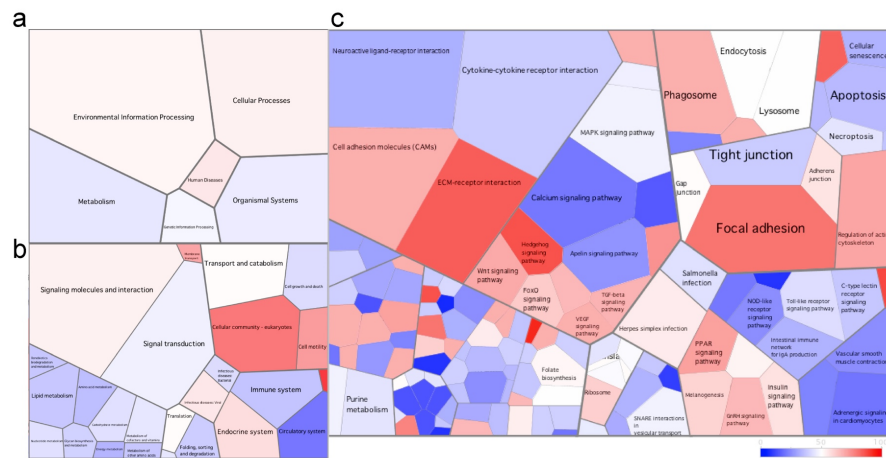 a
Environmental Information Processing
Cellular Processes
Human Diseases
Metabolism
Genetic Information Processing
Organismal Systems
b
Signaling molecules and interaction
Transport and catabolism
Cell growth and death
Signal transduction
Cellular community - eukaryotes
Cell motility
Lipid metabolism
Immune system
Translation
Endocrine system
Circulatory system
Folding, sorting
and degradation
c
Neuroactive ligand-receptor interaction
Cytokine-cytokine receptor interaction
Endocytosis
Cellular
senescence
Phagosome
Lysosome
Apoptosis
MAPK signaling pathway
Necroptosis
Cell adhesion molecules (CAMs)
Tight junction
ECM-receptor interaction
Calcium signaling pathway
Gap
junction
Adherens
junction
Focal adhesion
Hedgehog
signaling
pathway
Apelin signaling
pathway
Regulation of acti
cytoskeleton
Wnt signaling
pathway
Salmonella
infection
FoxO
signaling
pathway
TGF-beta
signaling
pathway
VEGF
signaling
pathway
Herpes simplex infection
NOD-like
receptor
signaling
pathway
Toll-like receptor
signaling pathway
C-type lectin
receptor
signaling
pathway
Intestinal immune
network
for IgA production
PPAR
signaling
pathway
Vascular smooth
muscle contraction
Folate
biosynthesis
Purine
metabolism
Ribosome
Melanogenesis
Insulin
signaling
pathway
SNARE interactions
in
vesicular transport
GnRH signaling
pathway
Adrenergic signaling
in cardiomyocytes
0 50 100